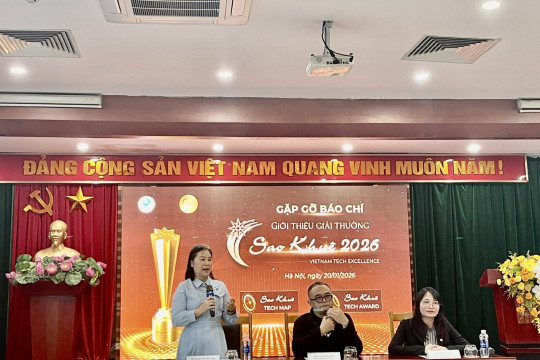 ĐẢNG CỘNG SẢN VIỆT NAM QUANG VINH MUÔN NĂM !
GẶP GỠ BÁO CHÍ
GIỚI THIỆU GIẢI THƯỞNG
Sao Khuê 2026
VIETNAM TECH EXCELLENCE
Hà Nội, ngày 20/01/2026
Sao Khuê
TECH MAP
Sao Khuê
TECH AWARD